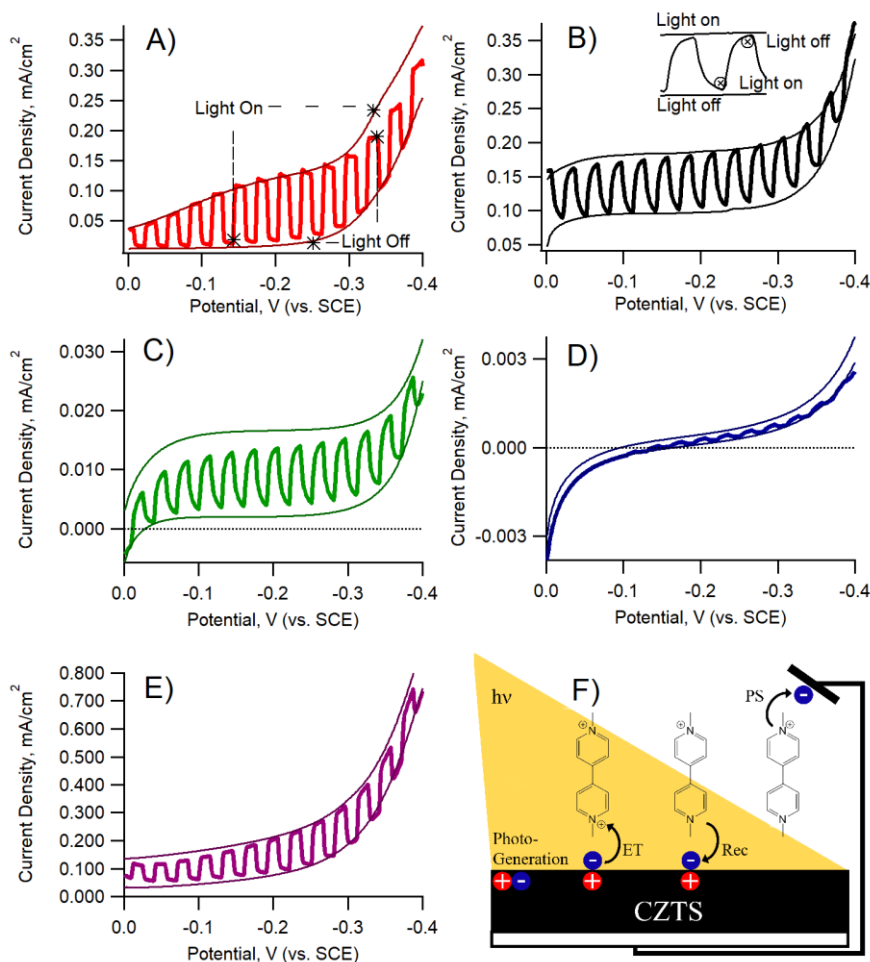 A)
0.35
0.30
0.25
0.20
0.15
0.10
0.05
Current Density, mA/cm2
Light On
Light Off
0.0 -0.1 -0.2 -0.3 -0.4
Potential, V (vs. SCE)
B)
0.35
0.30
0.25
0.20
0.15
0.10
0.05
Current Density, mA/cm2
Light on
Light off
Light on
Light off
0.0 -0.1 -0.2 -0.3 -0.4
Potential, V (vs. SCE)
C)
0.030
0.020
0.010
0.000
Current Density, mA/cm2
0.0 -0.1 -0.2 -0.3 -0.4
Potential, V (vs. SCE)
D)
0.003
0.000
-0.003
Current Density, mA/cm2
0.0 -0.1 -0.2 -0.3 -0.4
Potential, V (vs. SCE)
E)
0.800
0.700
0.600
0.500
0.400
0.300
0.200
0.100
0.000
Current Density, mA/cm2
-0.0 -0.1 -0.2 -0.3 -0.4
Potential, V (vs. SCE)
F)
hν
PS
N
N
N
N
N
N
Photo-
Generation
ET
Rec
CZTS